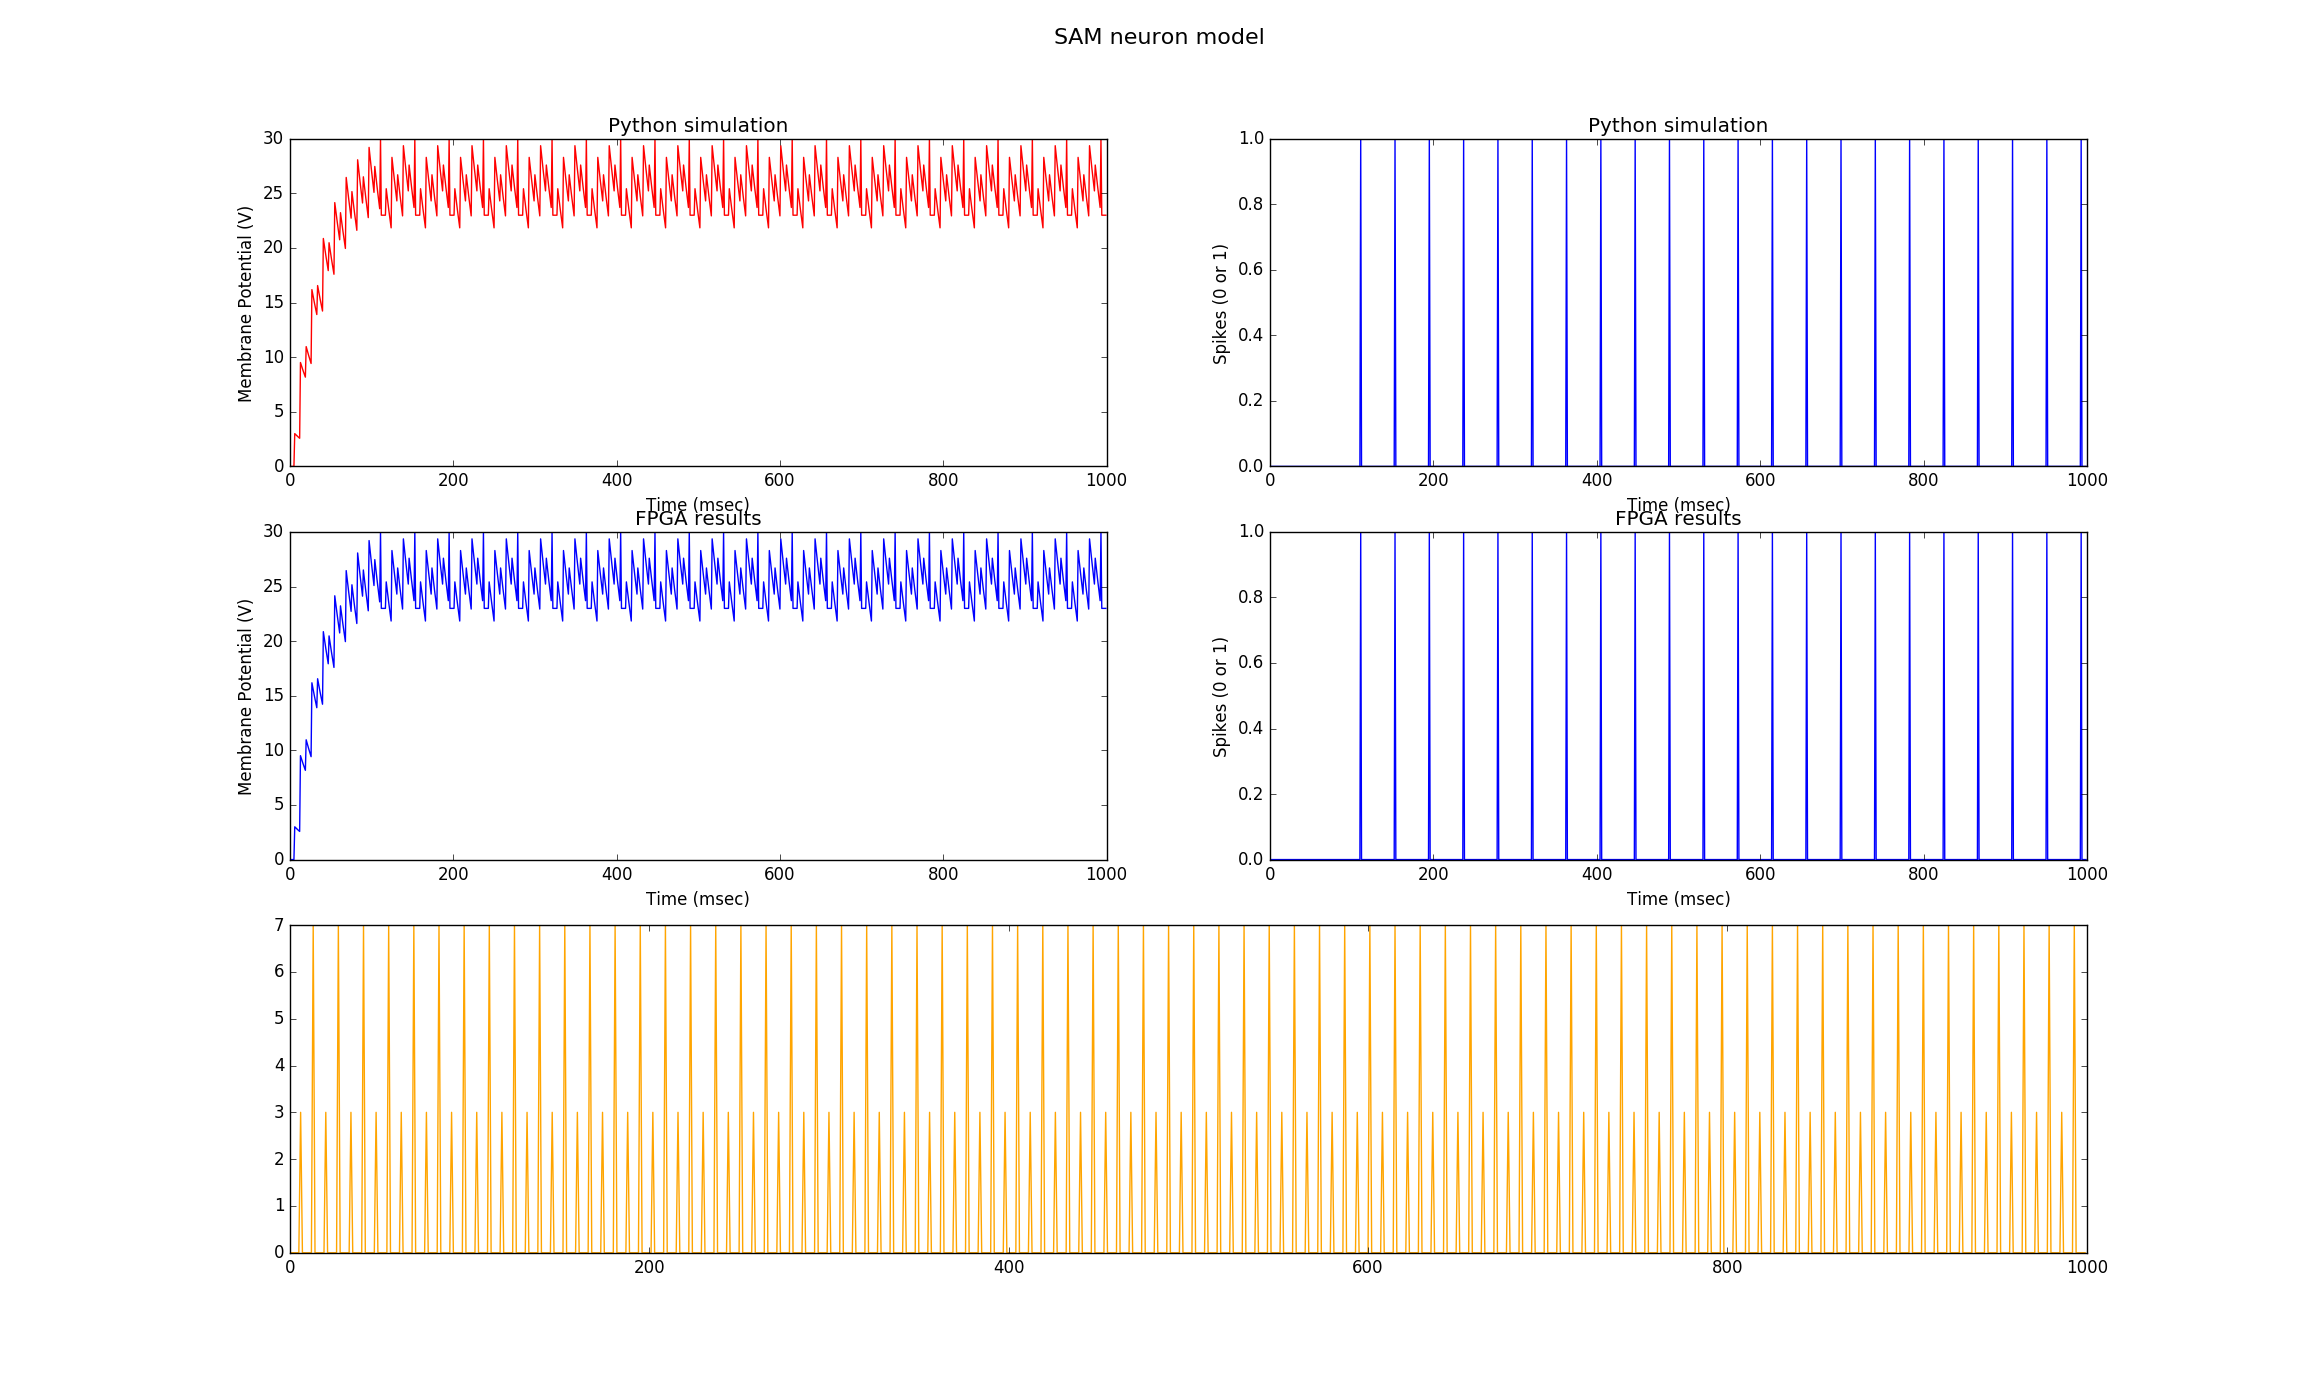 SAM neuron model
Python simulation
30
25
20
15
10
5
0
Membrane Potential (V)
0 200 400 600 800 1000
Time (msec)
Python simulation
1.0
0.8
0.6
0.4
0.2
0.0
Spikes (0 or 1)
0 200 400 600 800 1000
Time (msec)
FPGA results
30
25
20
15
10
5
0
Membrane Potential (V)
0 200 400 600 800 1000
Time (msec)
FPGA results
1.0
0.8
0.6
0.4
0.2
0.0
Spikes (0 or 1)
0 200 400 600 800 1000
Time (msec)
7
6
5
4
3
2
1
0
0 200 400 600 800 1000